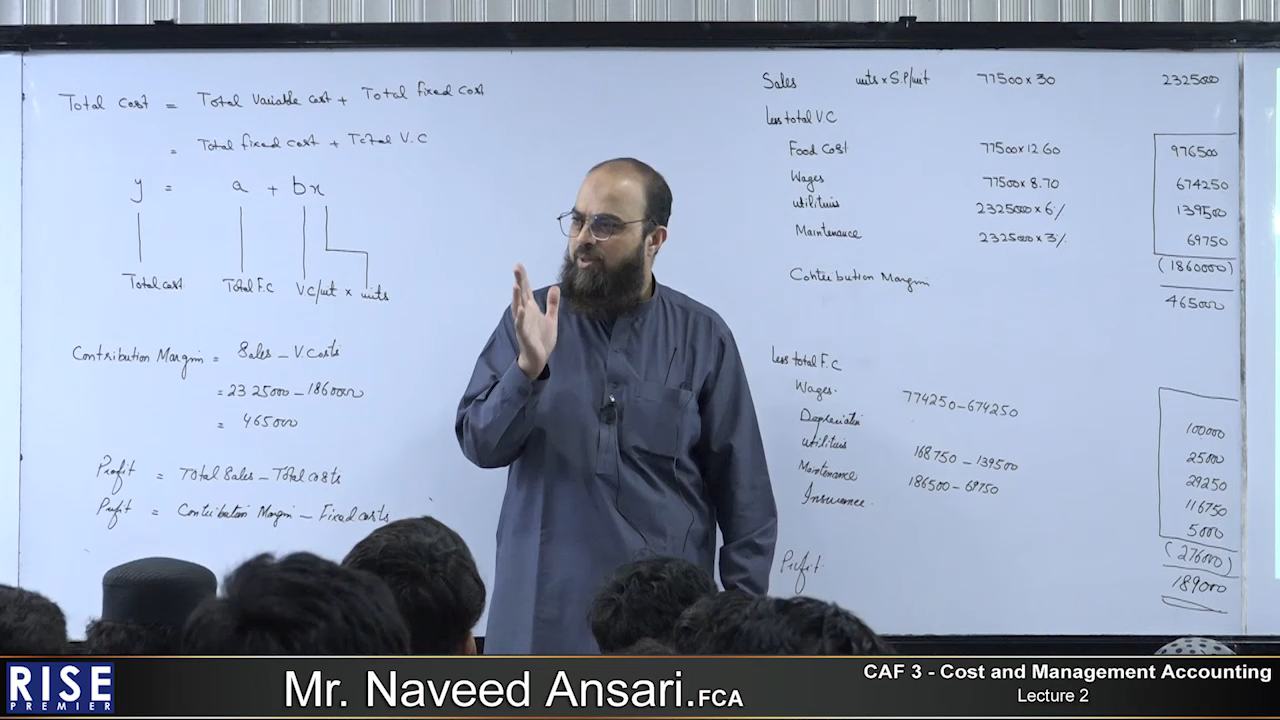 Total cost = Total Variable cost + Total fixed cost
= Total fixed cost + Total V.C
y = a + bx
Total cost Total F.C V.C/unit x units
Contribution Margin = Sales - V.Costs
= 2325000 - 1860000
= 465000
Profit = Total Sales - Total costs
Profit = Contribution Margin - Fixed costs
Sales units x S.P/unit 77500 x 30 2325000
Less total V.C
Food Cost 77500 x 12.60 976500
Wages 77500 x 8.70 674250
utilities 2325000 x 6% 139500
Maintenance 2325000 x 3% 69750
(1860000)
Contribution Margin 465000
Less total F.C
Wages. 774250 - 674250 100000
Depreciation 25000
utilities 168750 - 139500 29250
Maintenance 186500 - 69750 116750
Insurance. 5000
(276000)
Profit. 189000
RISE
PREMIER
Mr. Naveed Ansari.FCA
CAF 3 - Cost and Management Accounting
Lecture 2